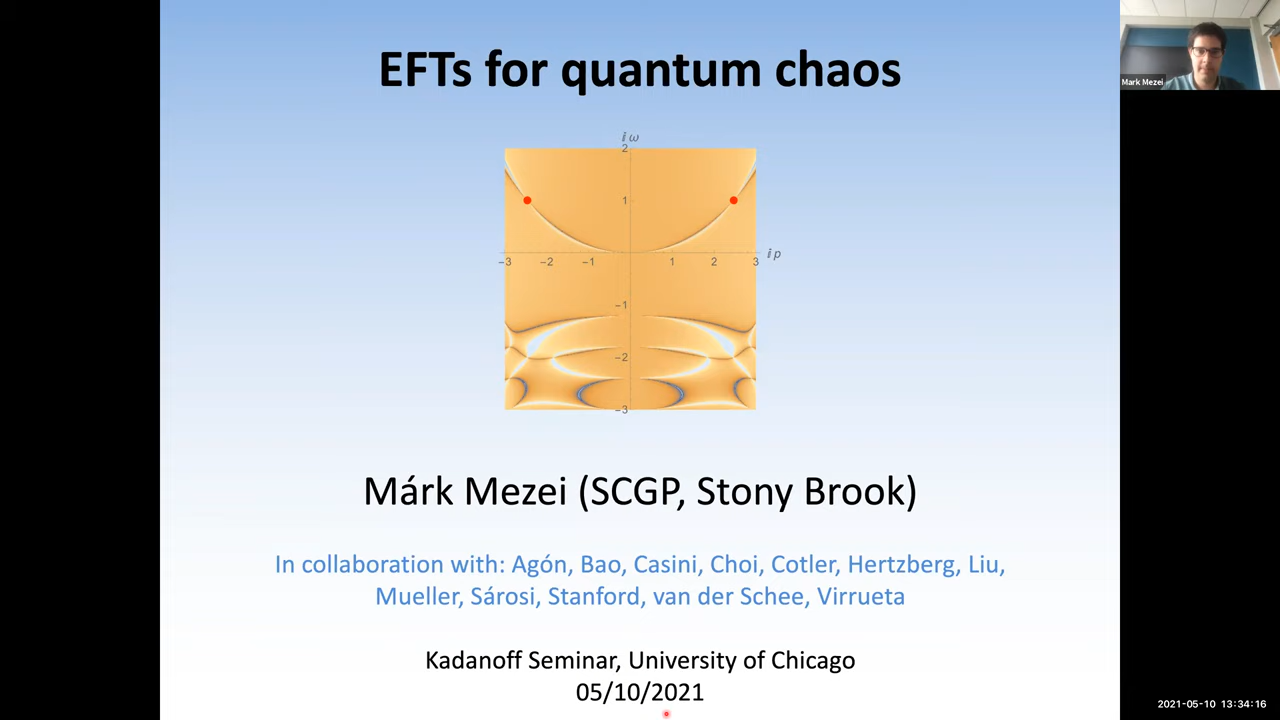 EFTs for quantum chaos
Mark Mezei
i ω
2
1
-3 -2 -1 1 2 3 i p
-1
-2
-3
Márk Mezei (SCGP, Stony Brook)
In collaboration with: Agón, Bao, Casini, Choi, Cotler, Hertzberg, Liu,
Mueller, Sárosi, Stanford, van der Schee, Virrueta
Kadanoff Seminar, University of Chicago
05/10/2021
2021-05-10 13:34:16